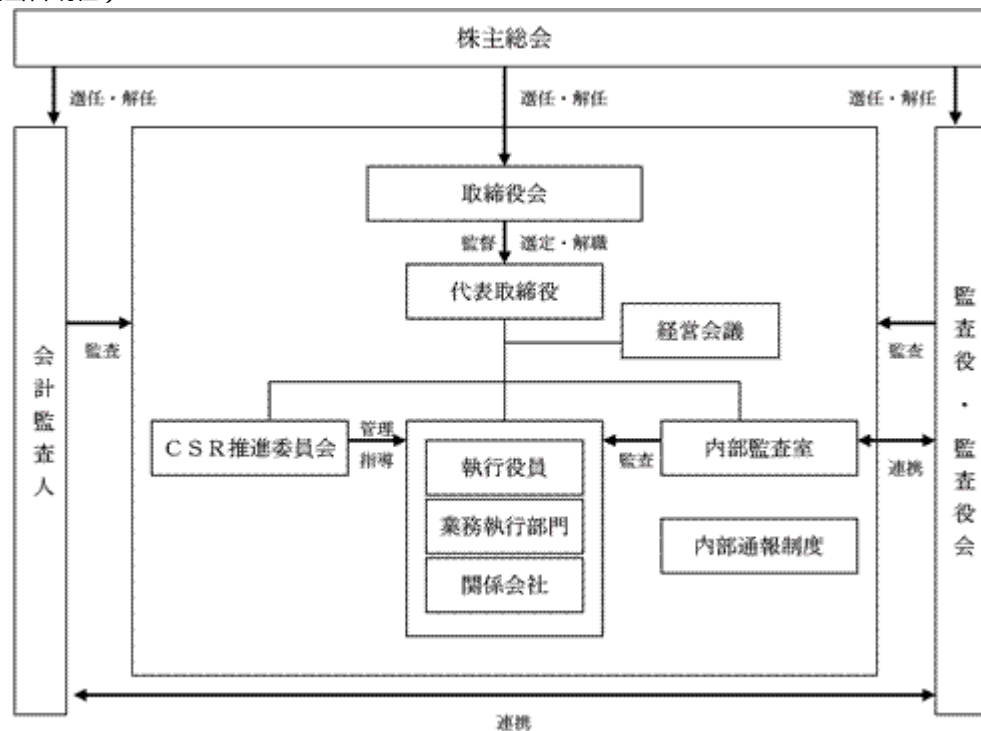 株主総会
選任・解任
選任・解任
選任・解任
取締役会
監督 選定・解職
代表取締役
経営会議
会計監査人
監査
監査
監査役・監査役会
CSR推進委員会
管理
指導
執行役員
監査
内部監査室
連携
業務執行部門
内部通報制度
関係会社
連携